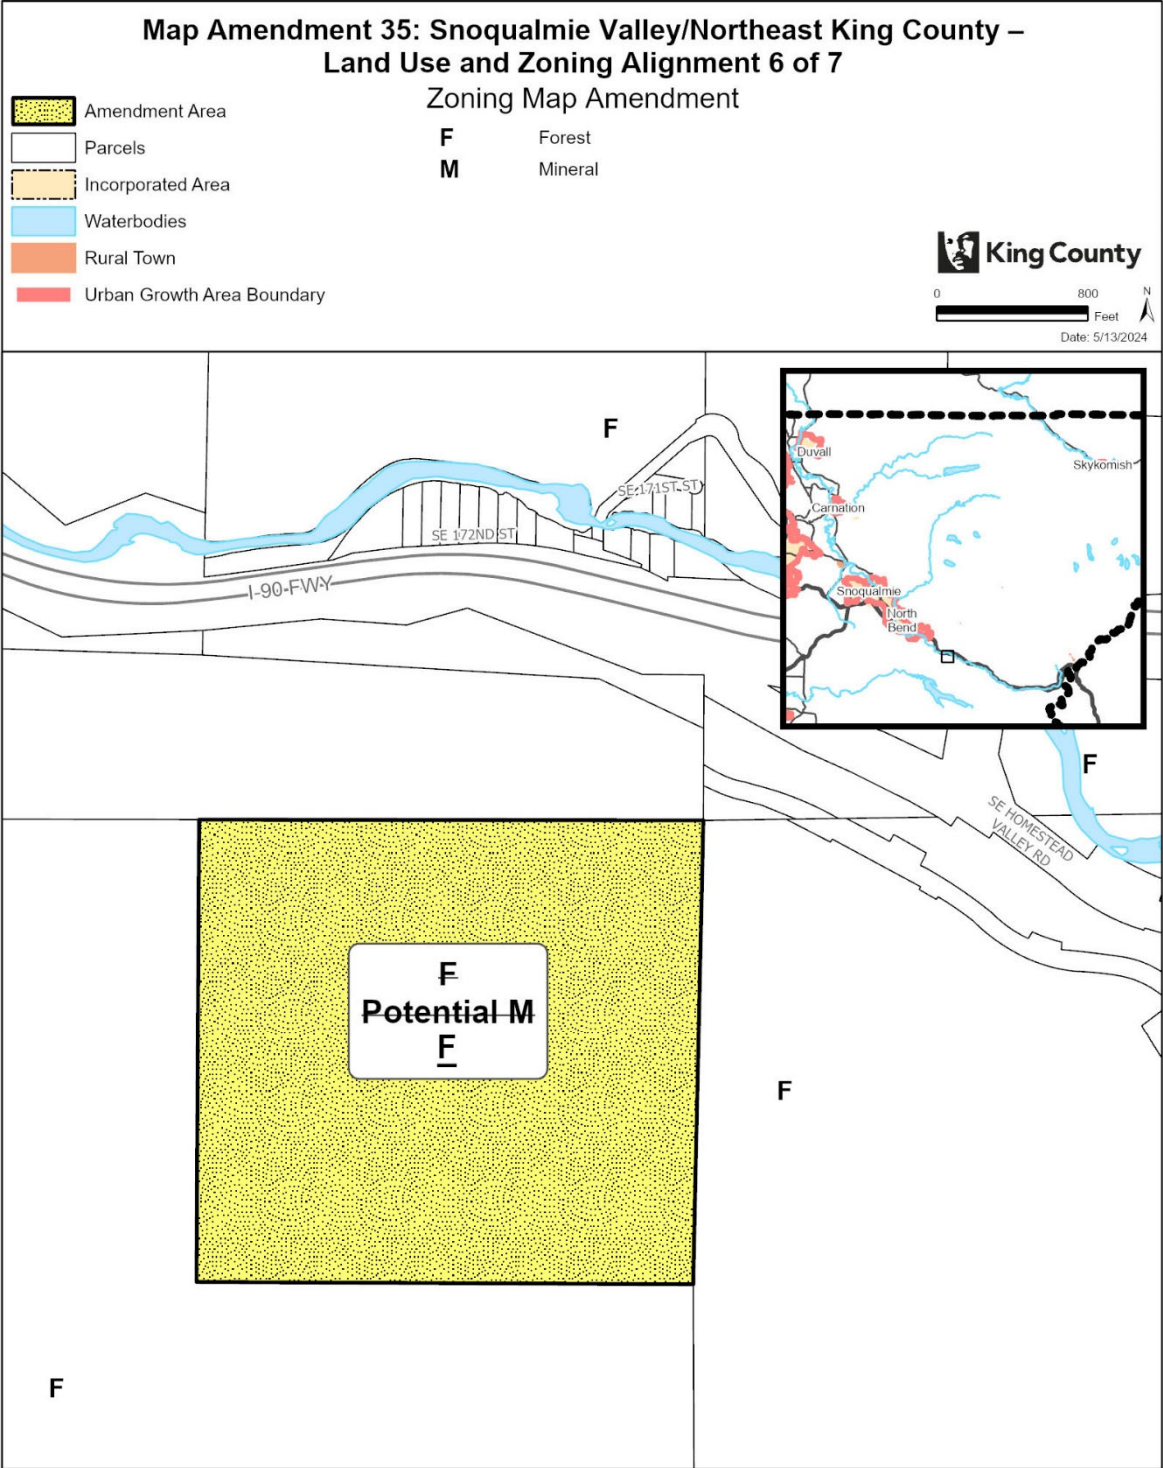 Map Amendment 35: Snoqualmie Valley/Northeast King County –
Land Use and Zoning Alignment 6 of 7
Zoning Map Amendment
Amendment Area
Parcels
Incorporated Area
Waterbodies
Rural Town
Urban Growth Area Boundary
F Forest
M Mineral
King County
0 800
Feet
N
Date: 5/13/2024
F
SE 171ST ST
SE 172ND ST
I-90 FWY
Duvall
Skykomish
Carnation
Snoqualmie
North
Bend
F
SE HOMESTEAD
VALLEY RD
F
Potential M
F
F
F